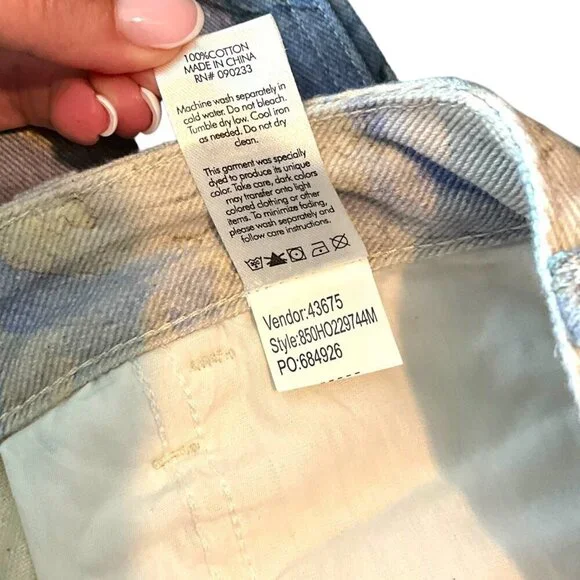 100%COTTON
MADE IN CHINA
RN# 090233
Machine wash separately in
cold water. Do not bleach.
Tumble dry low. Cool iron
as needed. Do not dry
clean.
This garment was specially
dyed to produce its unique
color. Take care, dark colors
may transfer onto light
colored clothing or other
items. To minimize fading,
please wash separately and
follow care instructions.
Vendor:43675
Style:850HO229744M
PO:684926